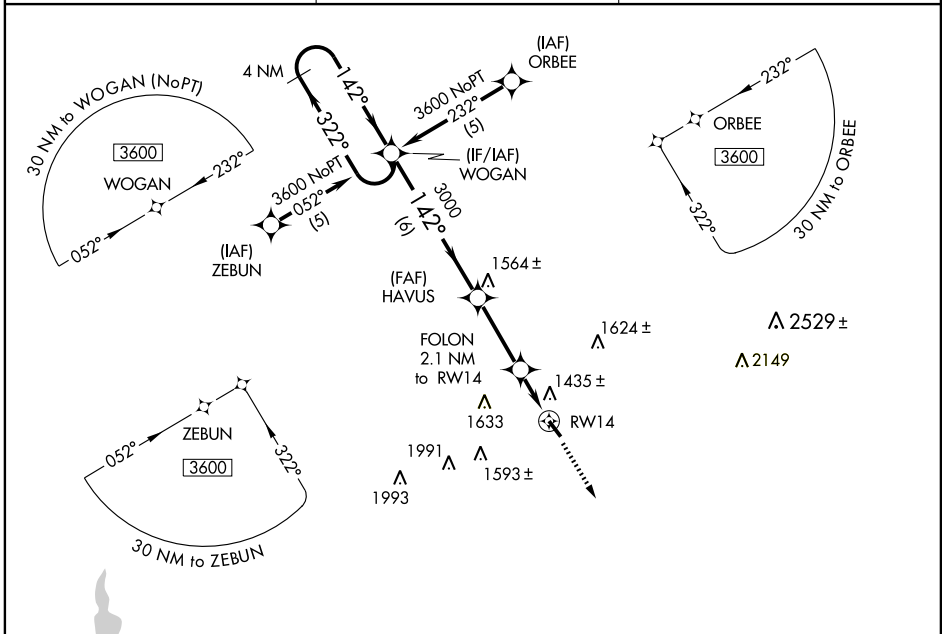 30 NM to WOGAN (NoPT)
3600
WOGAN
232°
052°
4 NM
142°
322°
(IAF)
ORBEE
3600 NoPT
232°
(5)
(IF/IAF)
WOGAN
3600 NoPT
052°
(5)
(IAF)
ZEBUN
3000
142°
(6)
232°
ORBEE
3600
322°
30 NM to ORBEE
(FAF)
HAVUS
1564 ±
FOLON
2.1 NM
to RW14
1624 ±
2529 ±
2149
1435 ±
1633
RW14
1991
1593 ±
1993
ZEBUN
052°
3600
322°
30 NM to ZEBUN